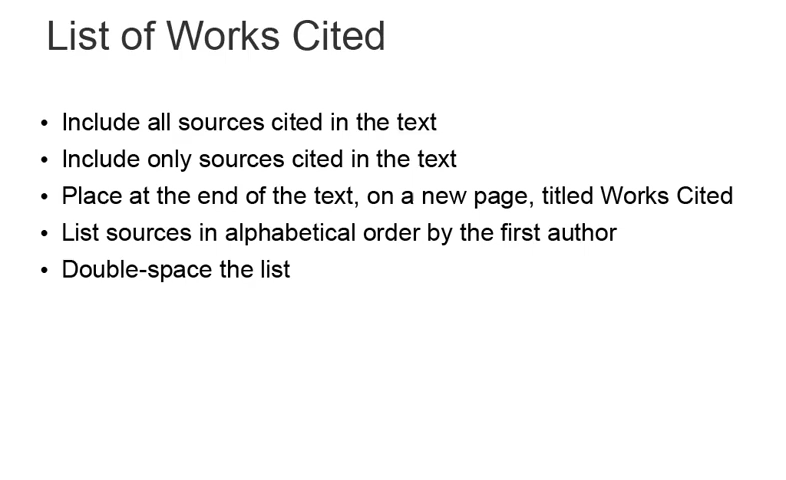 List of Works Cited
• Include all sources cited in the text
• Include only sources cited in the text
• Place at the end of the text, on a new page, titled Works Cited
• List sources in alphabetical order by the first author
• Double-space the list